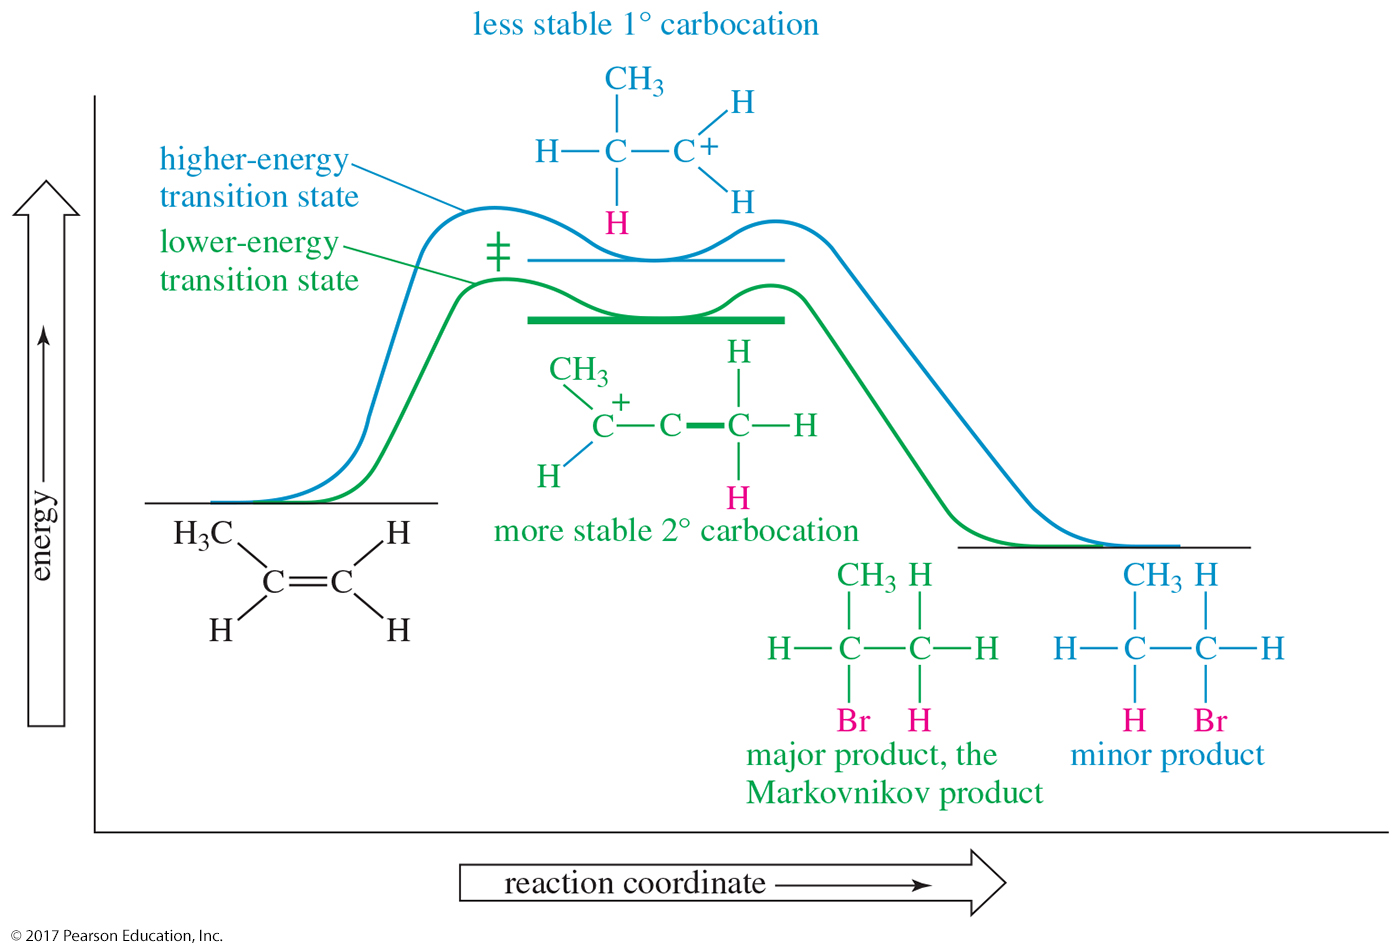 less stable 1° carbocation
CH₃
H
H—C—C+
H
H
higher-energy
transition state
lower-energy
transition state
‡
energy
H
CH₃
+
C—C—C—H
H
H
more stable 2° carbocation
H₃C H
C=C
H H
CH₃ H
H—C—C—H
Br H
major product, the
Markovnikov product
CH₃ H
H—C—C—H
H Br
minor product
reaction coordinate
© 2017 Pearson Education, Inc.